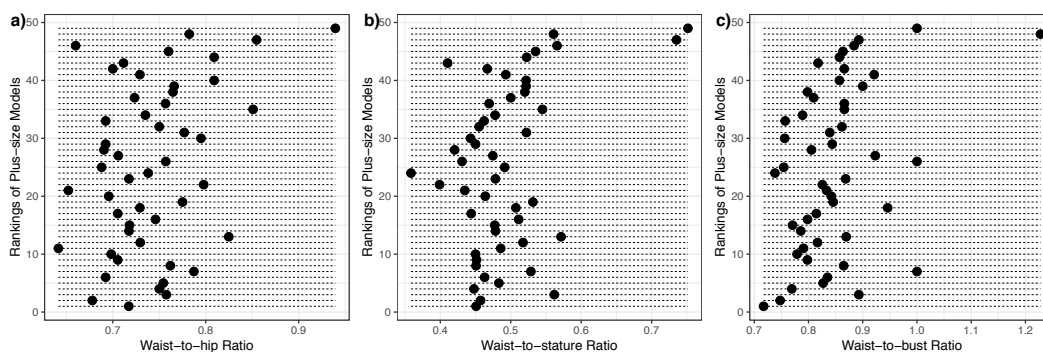 a) b) c)
50 50 50
40 40 40
30 30 30
20 20 20
10 10 10
0 0 0
Rankings of Plus−size Models Rankings of Plus−size Models Rankings of Plus−size Models
0.7 0.8 0.9 0.4 0.5 0.6 0.7 0.7 0.8 0.9 1.0 1.1 1.2
Waist−to−hip Ratio Waist−to−stature Ratio Waist−to−bust Ratio